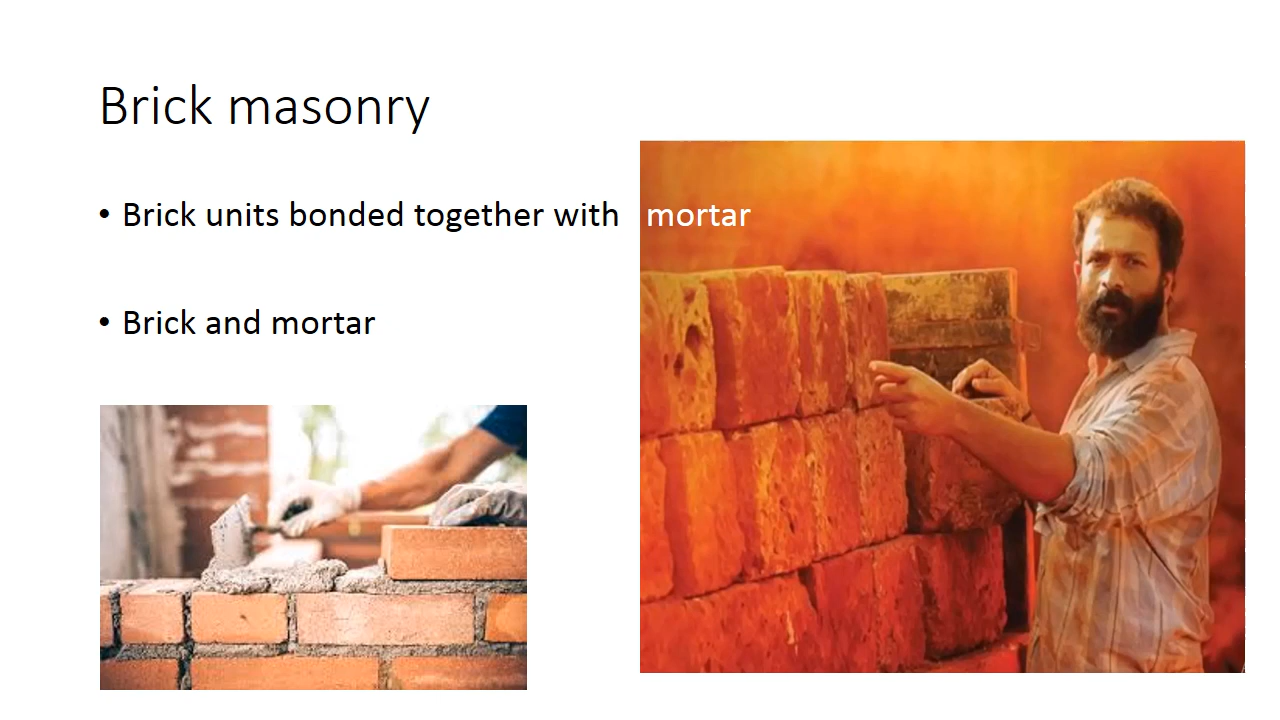 Brick masonry
• Brick units bonded together with mortar
• Brick and mortar